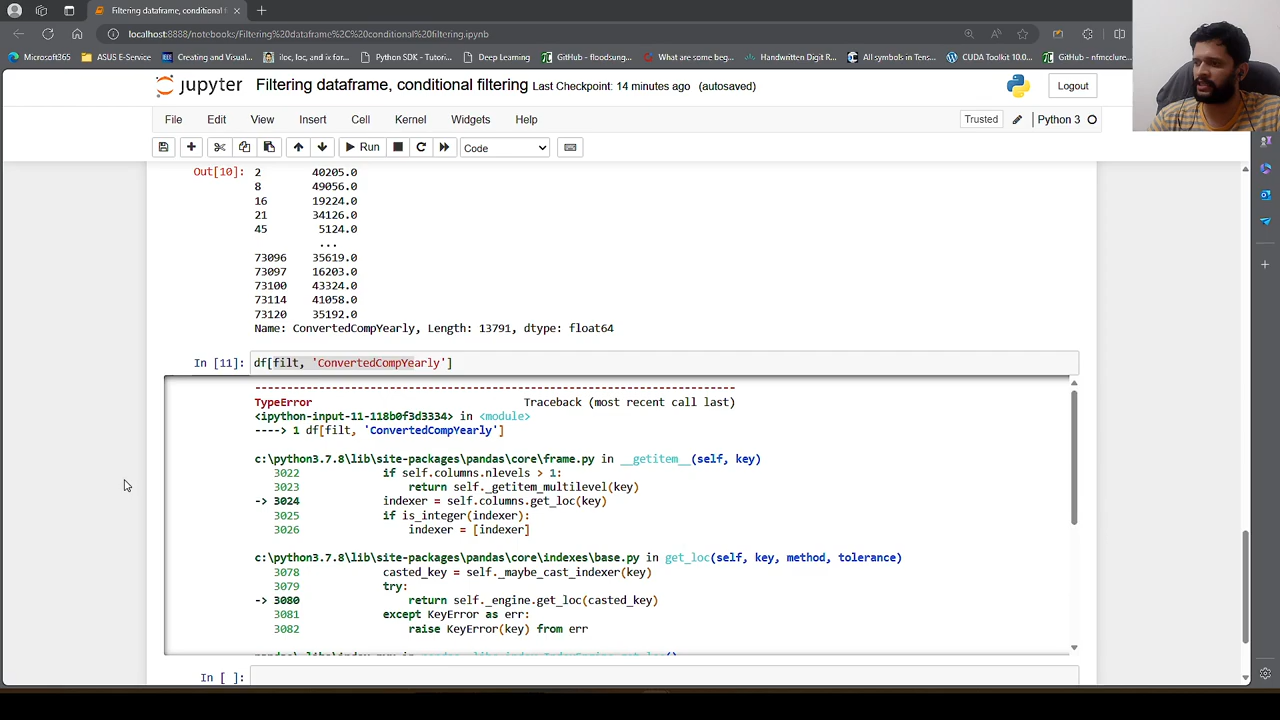 Filtering dataframe, conditional f
localhost:8888/notebooks/Filtering%20dataframe%2C%20conditional%20filtering.ipynb
Microsoft365 ASUS E-Service Creating and Visual... iloc, loc, and ix for... Python SDK - Tutori... Deep Learning GitHub - floodsung... What are some beg... Handwritten Digit R... All symbols in Tens... CUDA Toolkit 10.0... GitHub - nfmcclure...
jupyter Filtering dataframe, conditional filtering Last Checkpoint: 14 minutes ago (autosaved) Logout
File Edit View Insert Cell Kernel Widgets Help Trusted Python 3
Run Code
Out[10]: 2 40205.0
8 49056.0
16 19224.0
21 34126.0
45 5124.0
...
73096 35619.0
73097 16203.0
73100 43324.0
73114 41058.0
73120 35192.0
Name: ConvertedCompYearly, Length: 13791, dtype: float64
In [11]: df[filt, 'ConvertedCompYearly']
---------------------------------------------------------------------------
TypeError Traceback (most recent call last)
<ipython-input-11-118b0f3d3334> in <module>
----> 1 df[filt, 'ConvertedCompYearly']
c:\python3.7.8\lib\site-packages\pandas\core\frame.py in __getitem__(self, key)
3022 if self.columns.nlevels > 1:
3023 return self._getitem_multilevel(key)
-> 3024 indexer = self.columns.get_loc(key)
3025 if is_integer(indexer):
3026 indexer = [indexer]
c:\python3.7.8\lib\site-packages\pandas\core\indexes\base.py in get_loc(self, key, method, tolerance)
3078 casted_key = self._maybe_cast_indexer(key)
3079 try:
-> 3080 return self._engine.get_loc(casted_key)
3081 except KeyError as err:
3082 raise KeyError(key) from err
In [ ]: